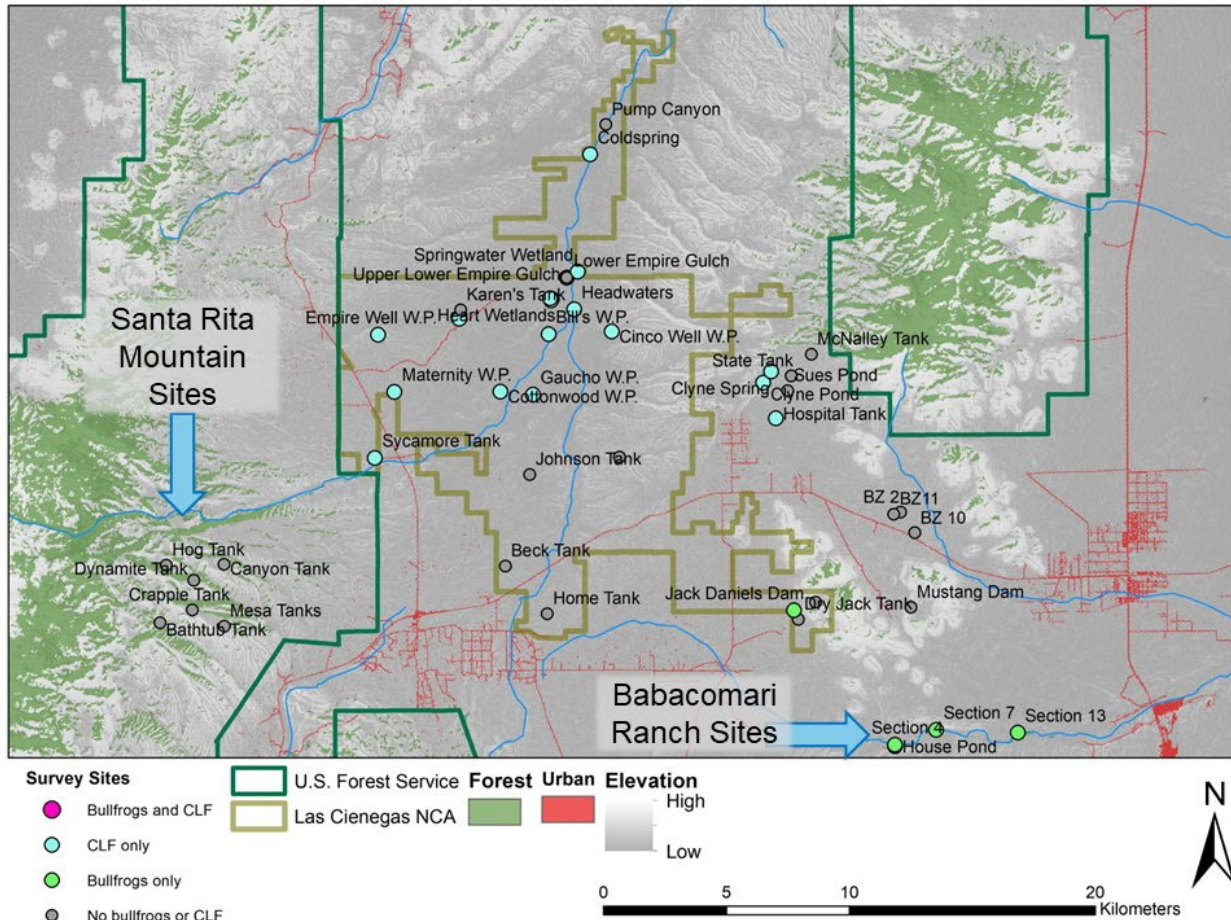 Pump Canyon
Coldspring
Springwater Wetland
Lower Empire Gulch
Upper Lower Empire Gulch
Karen's Tank
Headwaters
Empire Well W.P.
Heart Wetlands
Bill's W.P.
Cinco Well W.P.
McNalley Tank
State Tank
Sues Pond
Clyne Spring
Clyne Pond
Hospital Tank
Maternity W.P.
Gaucho W.P.
Cottonwood W.P.
Sycamore Tank
Johnson Tank
Santa Rita
Mountain
Sites
BZ 2
BZ11
BZ 10
Hog Tank
Dynamite Tank
Canyon Tank
Crappie Tank
Mesa Tanks
Bathtub Tank
Beck Tank
Home Tank
Jack Daniels Dam
Dry Jack Tank
Mustang Dam
Babacomari
Ranch Sites
Section 4
Section 7
Section 13
House Pond
Survey Sites
Bullfrogs and CLF
CLF only
Bullfrogs only
No bullfrogs or CLF
U.S. Forest Service
Las Cienegas NCA
Forest
Urban
Elevation
High
Low
N
0 5 10 20
Kilometers